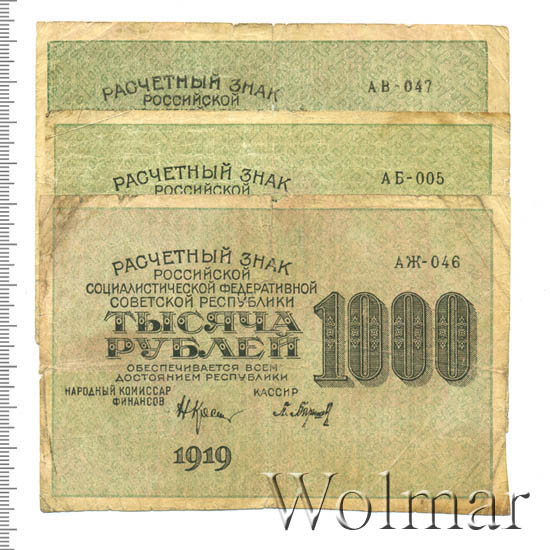 РАСЧЕТНЫЙ ЗНАК
РОССИЙСКОЙ
АВ-047
РАСЧЕТНЫЙ ЗНАК
РОССИЙСКОЙ
АБ-005
РАСЧЕТНЫЙ ЗНАК
РОССИЙСКОЙ
СОЦИАЛИСТИЧЕСКОЙ ФЕДЕРАТИВНОЙ
СОВЕТСКОЙ РЕСПУБЛИКИ
АЖ-046
ТЫСЯЧА
РУБЛЕЙ
1000
ОБЕСПЕЧИВАЕТСЯ ВСЕМ
ДОСТОЯНИЕМ РЕСПУБЛИКИ
НАРОДНЫЙ КОМИССАР
ФИНАНСОВ
КАССИР
1919
Wolmar